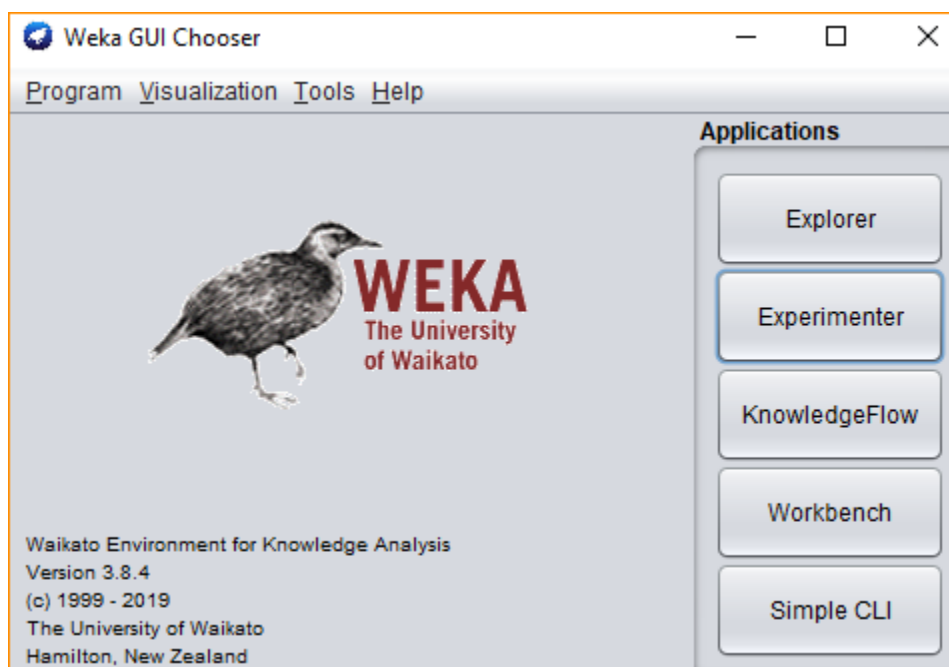 Weka GUI Chooser
Program Visualization Tools Help
Applications
Explorer
Experimenter
KnowledgeFlow
Workbench
Simple CLI
WEKA
The University
of Waikato
Waikato Environment for Knowledge Analysis
Version 3.8.4
(c) 1999 - 2019
The University of Waikato
Hamilton, New Zealand